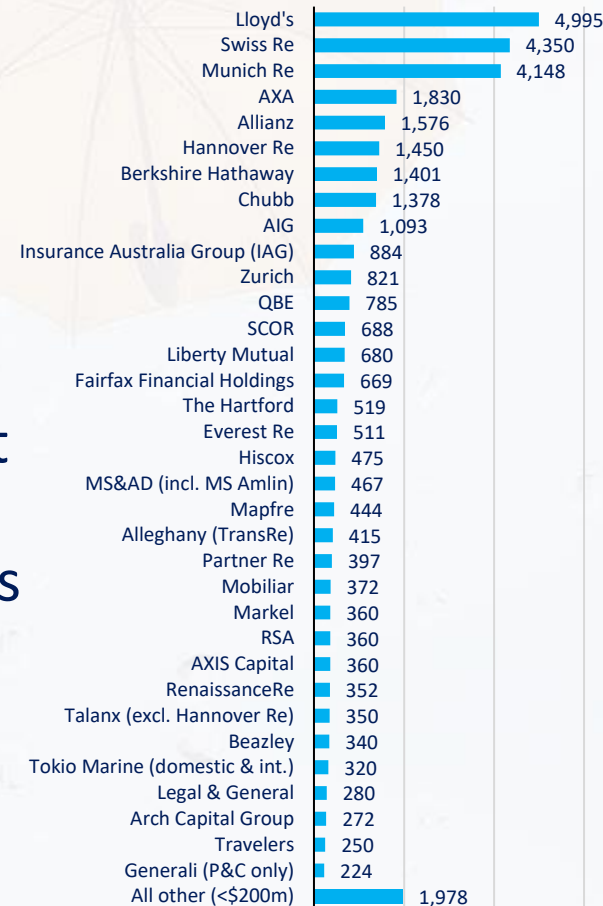 Lloyd's 4,995
Swiss Re 4,350
Munich Re 4,148
AXA 1,830
Allianz 1,576
Hannover Re 1,450
Berkshire Hathaway 1,401
Chubb 1,378
AIG 1,093
Insurance Australia Group (IAG) 884
Zurich 821
QBE 785
SCOR 688
Liberty Mutual 680
Fairfax Financial Holdings 669
The Hartford 519
Everest Re 511
Hiscox 475
MS&AD (incl. MS Amlin) 467
Mapfre 444
Alleghany (TransRe) 415
Partner Re 397
Mobiliar 372
Markel 360
RSA 360
AXIS Capital 360
RenaissanceRe 352
Talanx (excl. Hannover Re) 350
Beazley 340
Tokio Marine (domestic & int.) 320
Legal & General 280
Arch Capital Group 272
Travelers 250
Generali (P&C only) 224
All other (<$200m) 1,978